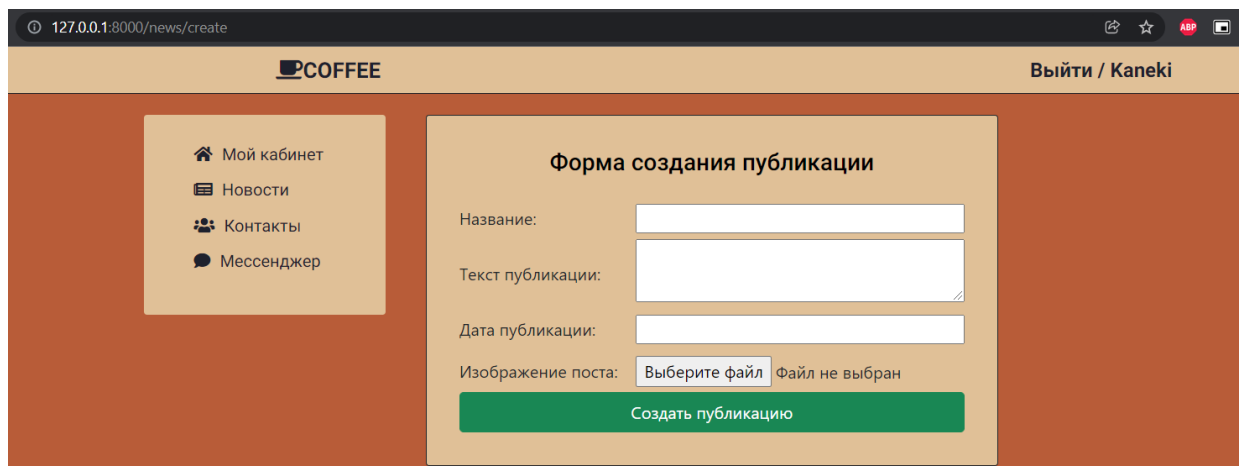 127.0.0.1:8000/news/create
ABP
COFFEE
Выйти / Kaneki
Мой кабинет
Новости
Контакты
Мессенджер
Форма создания публикации
Название:
Текст публикации:
Дата публикации:
Изображение поста: Выберите файл Файл не выбран
Создать публикацию